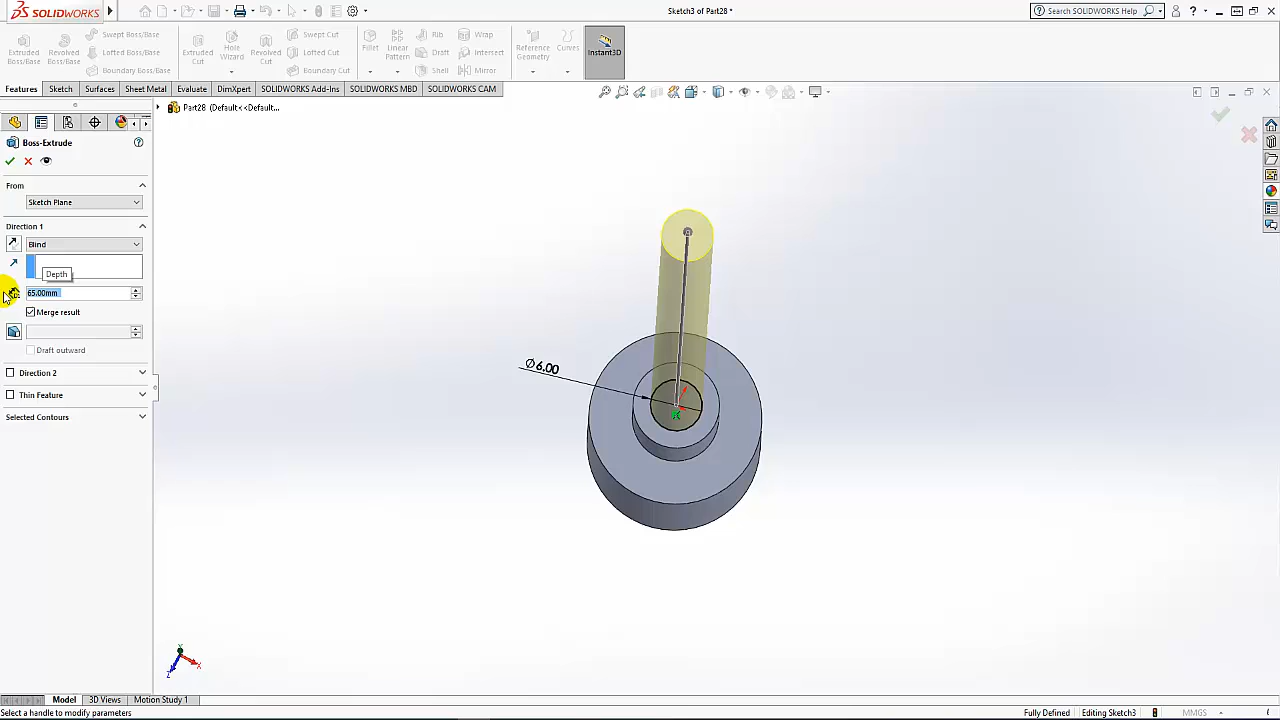 SOLIDWORKS
Sketch3 of Part28 *
Search SOLIDWORKS Help
Extruded Boss/Base
Revolved Boss/Base
Swept Boss/Base
Lofted Boss/Base
Boundary Boss/Base
Extruded Cut
Hole Wizard
Revolved Cut
Swept Cut
Lofted Cut
Boundary Cut
Fillet
Linear Pattern
Rib
Draft
Shell
Wrap
Intersect
Mirror
Reference Geometry
Curves
Instant3D
Features
Sketch
Surfaces
Sheet Metal
Evaluate
DimXpert
SOLIDWORKS Add-Ins
SOLIDWORKS MBD
SOLIDWORKS CAM
Part28 (Default<<Default...
Boss-Extrude
From
Sketch Plane
Direction 1
Blind
Depth
65.00mm
Merge result
Draft outward
Direction 2
Thin Feature
Selected Contours
Ø6.00
Y
X
Z
Model
3D Views
Motion Study 1
Select a handle to modify parameters
Fully Defined
Editing Sketch3
MMGS